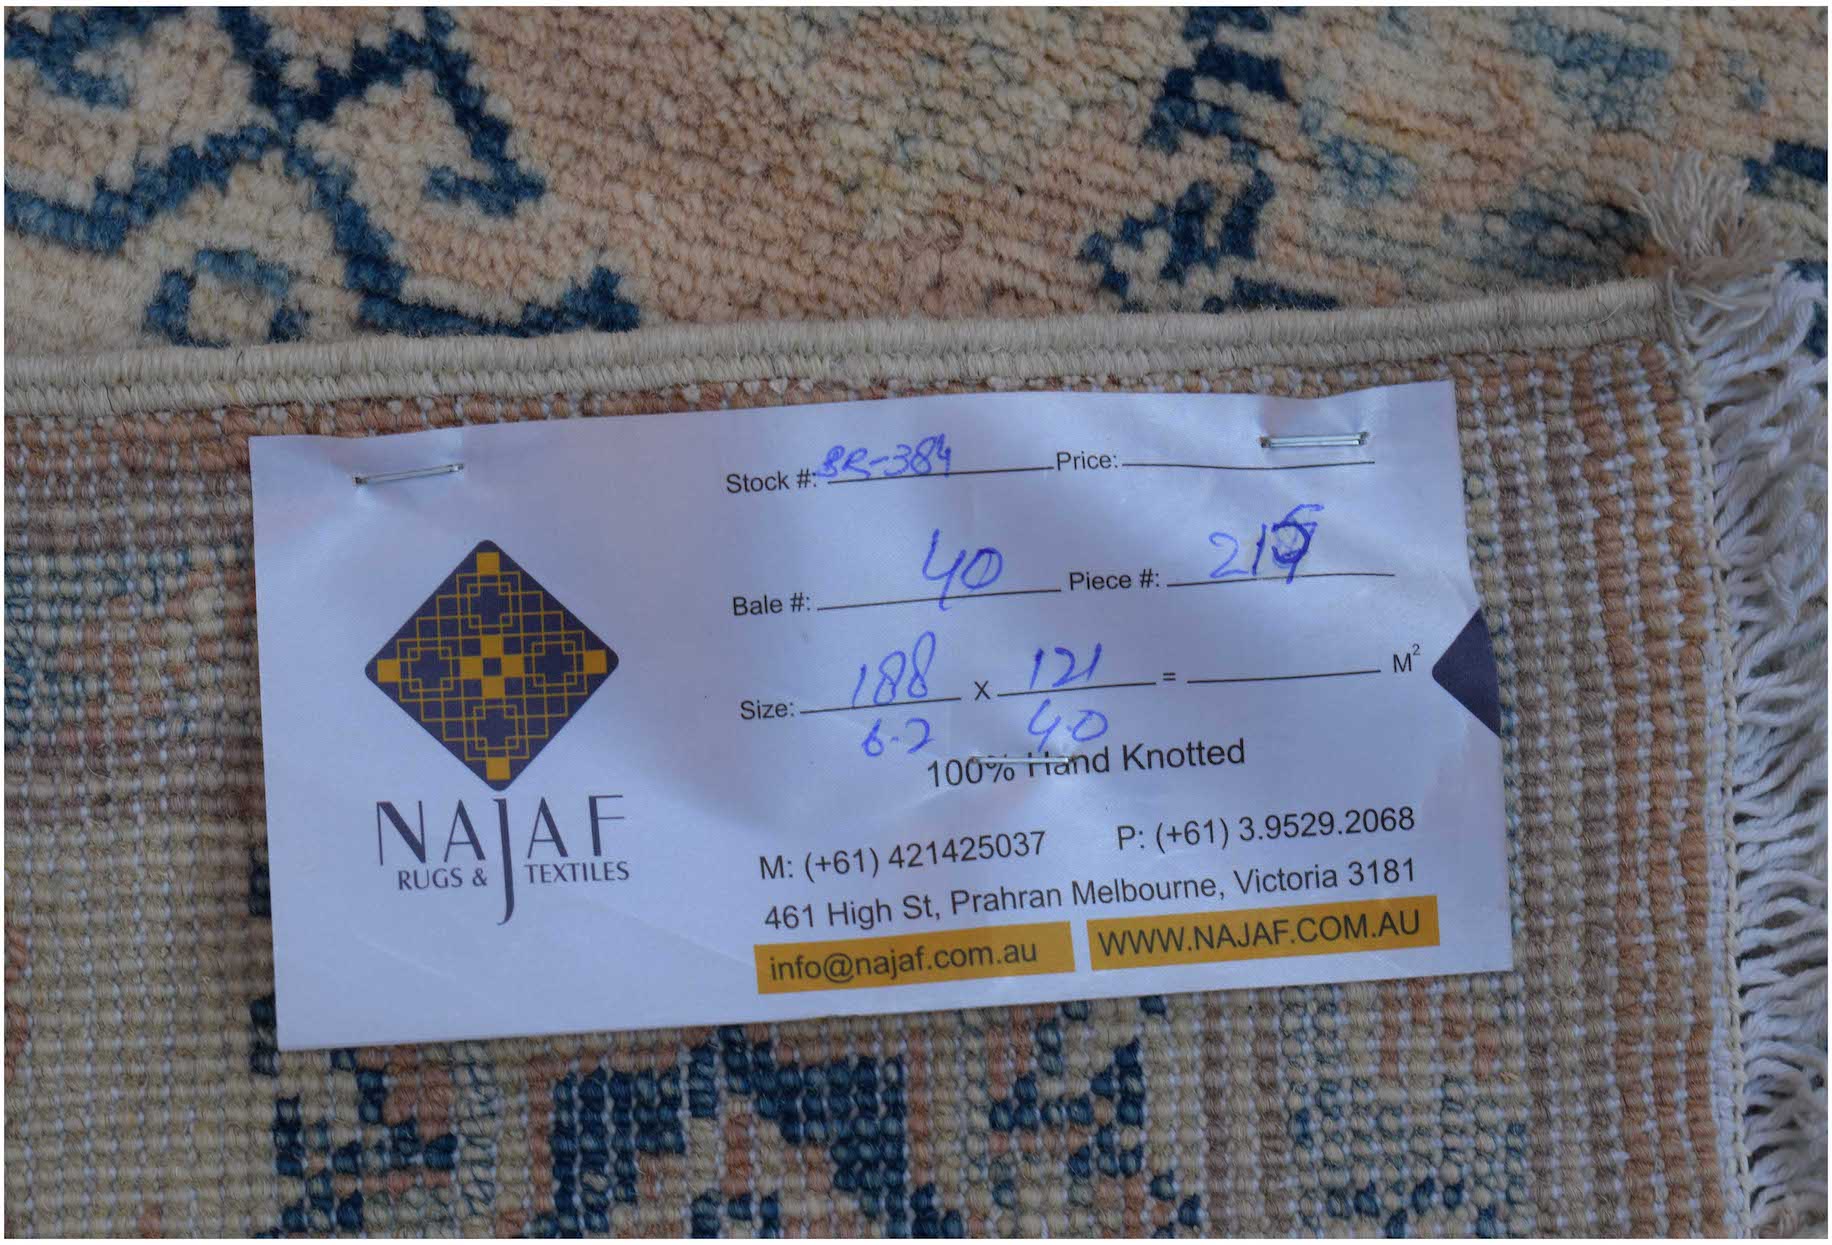 NAJAF
RUGS & TEXTILES
Stock #: BR-384 Price:
Bale #: 40 Piece #:
Size: 188 x 121 = M²
6.2 4.0
100% Hand Knotted
M: (+61) 421425037 P: (+61) 3.9529.2068
461 High St, Prahran Melbourne, Victoria 3181
info@najaf.com.au WWW.NAJAF.COM.AU